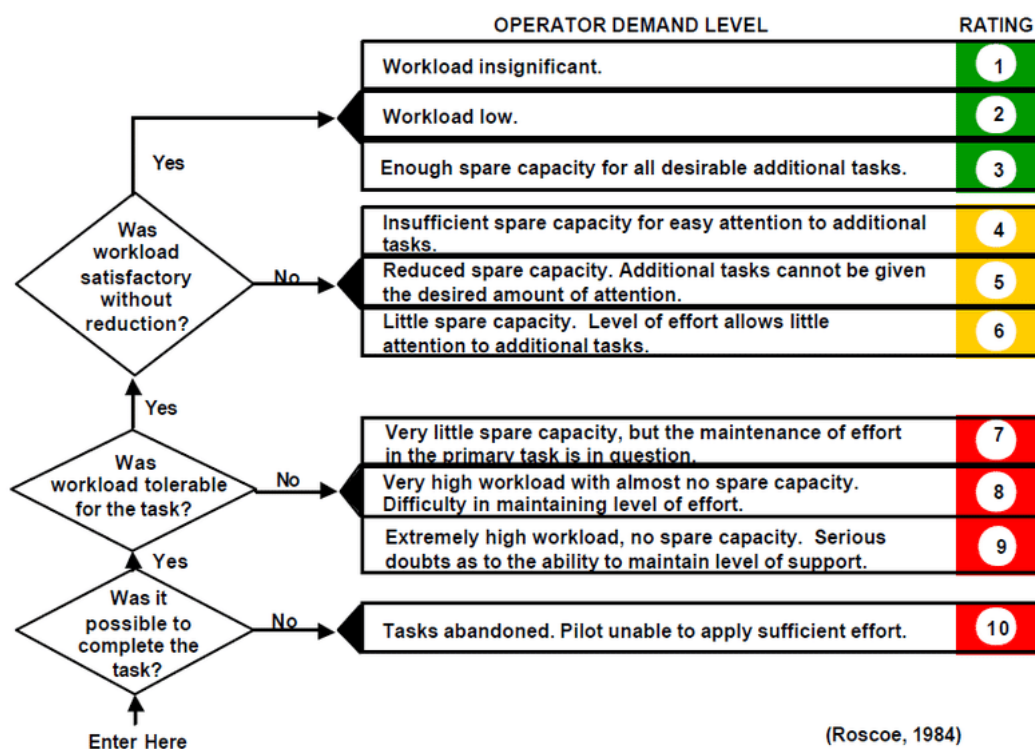 OPERATOR DEMAND LEVEL
RATING
Workload insignificant.
1
Workload low.
2
Yes
Enough spare capacity for all desirable additional tasks.
3
Was
workload
satisfactory
without
reduction?
No
Insufficient spare capacity for easy attention to additional
tasks.
4
Reduced spare capacity. Additional tasks cannot be given
the desired amount of attention.
5
Little spare capacity. Level of effort allows little
attention to additional tasks.
6
Yes
Was
workload tolerable
for the task?
No
Very little spare capacity, but the maintenance of effort
in the primary task is in question.
7
Very high workload with almost no spare capacity.
Difficulty in maintaining level of effort.
8
Extremely high workload, no spare capacity. Serious
doubts as to the ability to maintain level of support.
9
Yes
Was it
possible to
complete the
task?
No
Tasks abandoned. Pilot unable to apply sufficient effort.
10
Enter Here
(Roscoe, 1984)